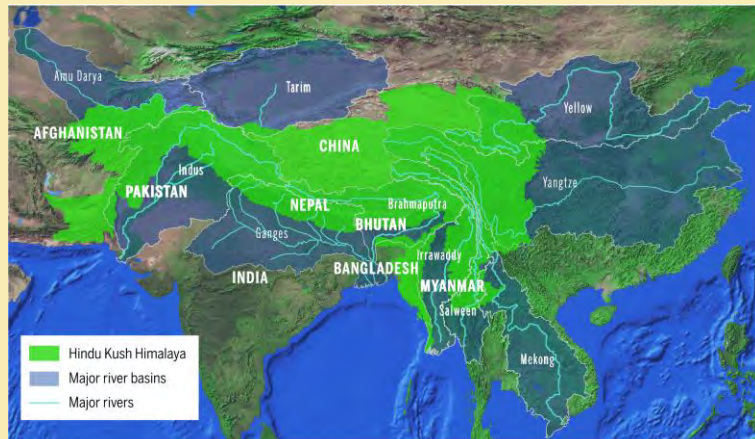 Amu Darya
Tarim
Yellow
AFGHANISTAN
CHINA
Indus
Yangtze
PAKISTAN
NEPAL
Brahmaputra
BHUTAN
Ganges
Irrawaddy
BANGLADESH
INDIA
MYANMAR
Salween
Mekong
Hindu Kush Himalaya
Major river basins
Major rivers